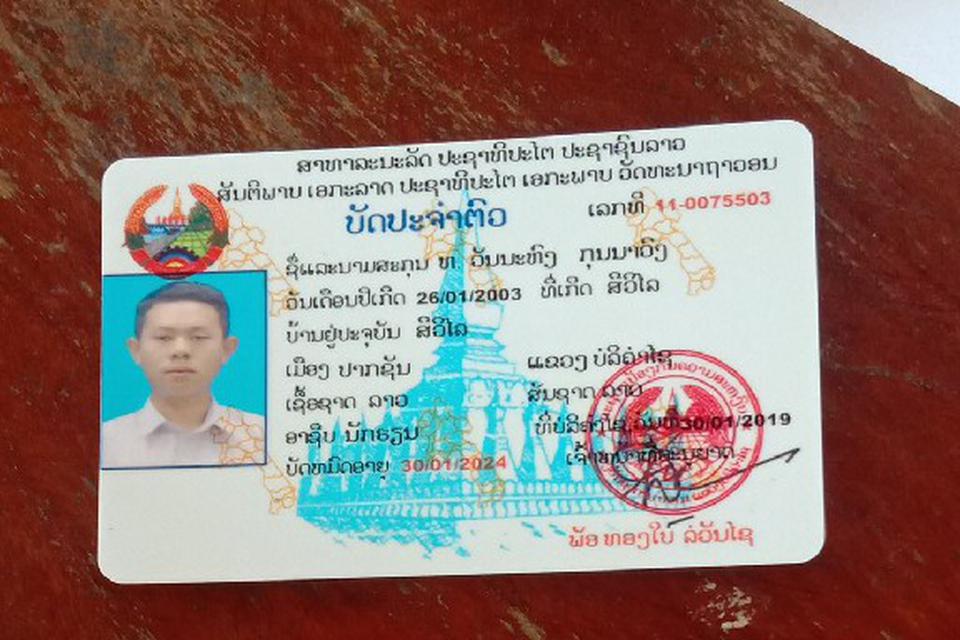 ສາທາລະນະລັດ ປະຊາທິປະໄຕ ປະຊາຊົນລາວ
ສັນຕິພາບ ເອກະລາດ ປະຊາທິປະໄຕ ເອກະພາບ ວັດທະນາຖາວອນ
ບັດປະຈຳຕົວ ເລກທີ 11-0075503
ຊື່ແລະນາມສະກຸນ ທ ວັນນະຫົງ ກຸນນາວົງ
ວັນເດືອນປີເກີດ 26/01/2003 ທີ່ເກີດ ສີວິໄລ
ບ້ານຢູ່ປະຈຸບັນ ສີວິໄລ
ເມືອງ ປາກຊັນ ແຂວງ ບໍລິຄຳໄຊ
ເຊື້ອຊາດ ລາວ ສັນຊາດ ລາວ
ອາຊີບ ນັກຮຽນ ທີ່ບໍລິຄຳໄຊ, ວັນທີ 30/01/2019
ບັດຫມົດອາຍຸ 30/01/2024 ເຈົ້າຫນ້າທີ່ອະນຸຍາດ
ພັອ ທອງໃບ ລໍວັນໄຊ